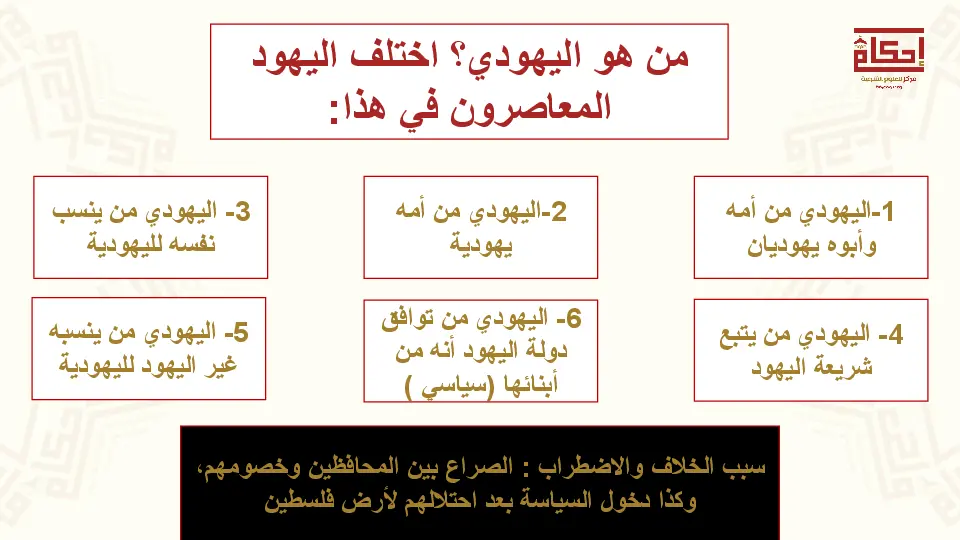 من هو اليهودي؟ اختلف اليهود
المعاصرون في هذا:
إحكام
مركز للعلوم الشرعية
1-اليهودي من أمه
وأبوه يهوديان
2-اليهودي من أمه
يهودية
3- اليهودي من ينسب
نفسه لليهودية
4- اليهودي من يتبع
شريعة اليهود
6- اليهودي من توافق
دولة اليهود أنه من
أبنائها (سياسي )
5- اليهودي من ينسبه
غير اليهود لليهودية
سبب الخلاف والاضطراب : الصراع بين المحافظين وخصومهم،
وكذا دخول السياسة بعد احتلالهم لأرض فلسطين